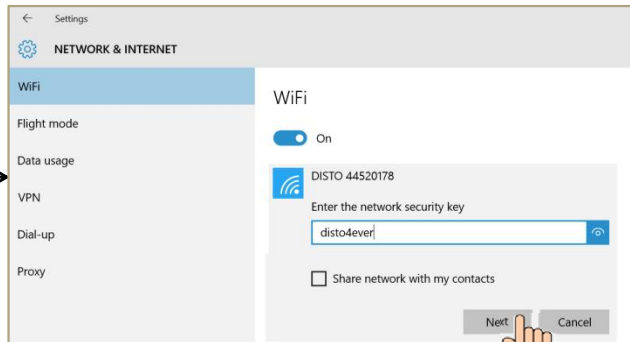 Settings
NETWORK & INTERNET
WiFi
Flight mode
Data usage
VPN
Dial-up
Proxy
WiFi
On
DISTO 44520178
Enter the network security key
disto4ever
Share network with my contacts
Next
Cancel